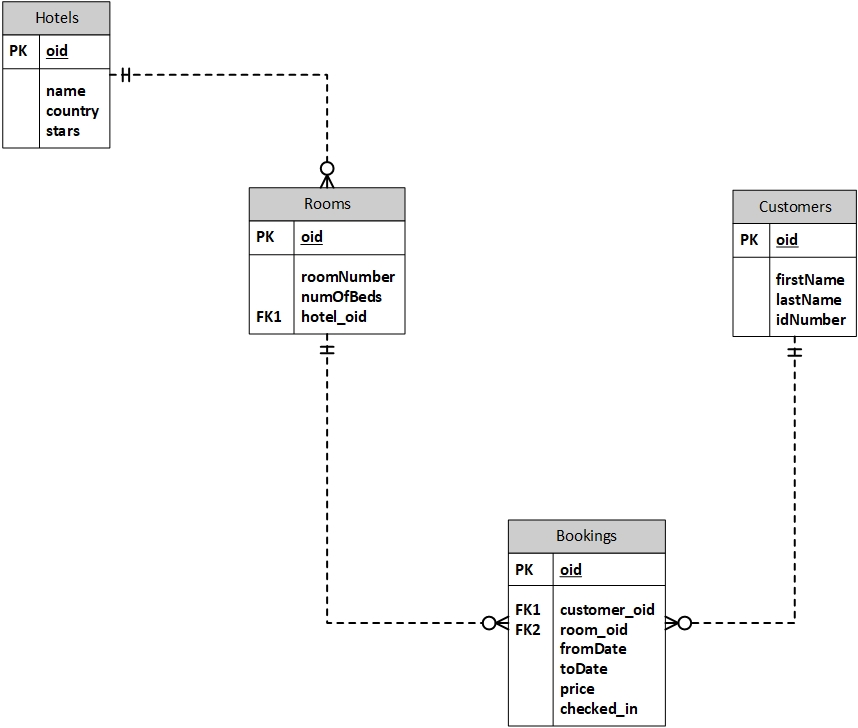 Hotels
PK oid
name
country
stars
Rooms
PK oid
roomNumber
numOfBeds
FK1 hotel_oid
Customers
PK oid
firstName
lastName
idNumber
Bookings
PK oid
FK1 customer_oid
FK2 room_oid
fromDate
toDate
price
checked_in